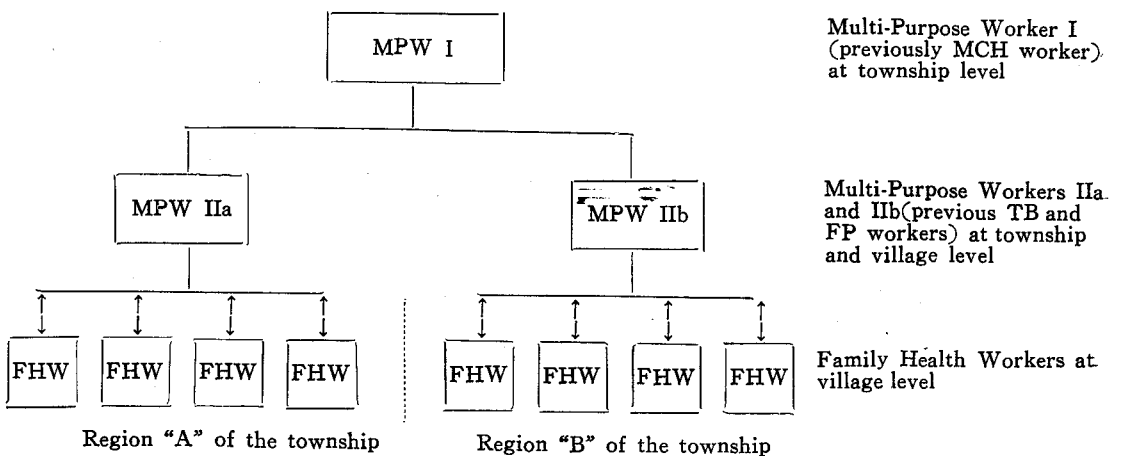 MPW I
Multi-Purpose Worker I
(previously MCH worker)
at township level
MPW IIa
MPW IIb
Multi-Purpose Workers IIa
and IIb(previous TB and
FP workers) at township
and village level
FHW FHW FHW FHW FHW FHW FHW FHW
Family Health Workers at
village level
Region "A" of the township
Region "B" of the township